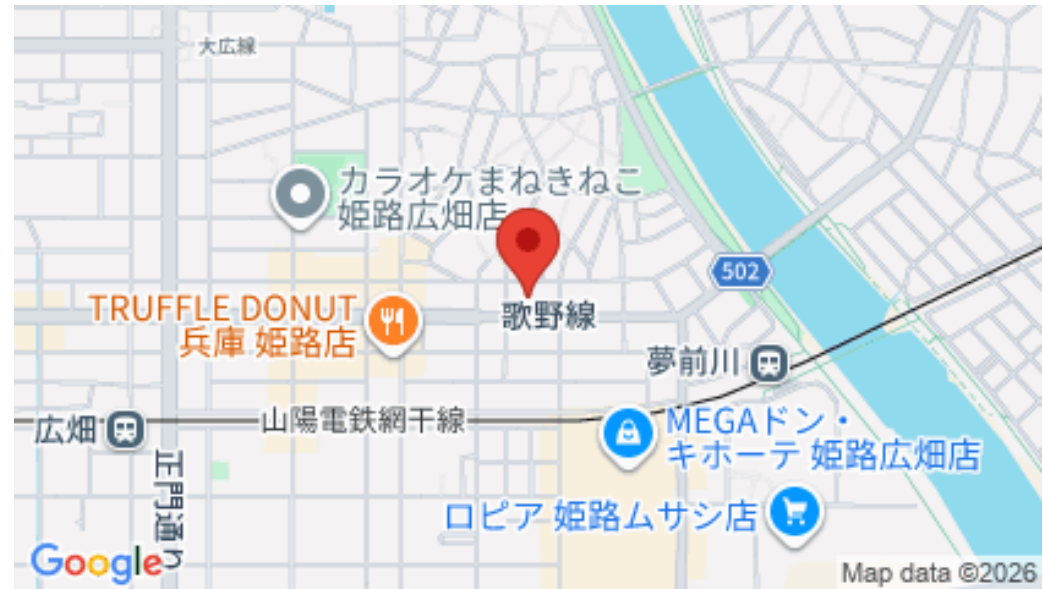 大広線
カラオケまねきねこ
姫路広畑店
502
TRUFFLE DONUT
兵庫 姫路店
歌野線
夢前川
広畑
山陽電鉄網干線
MEGAドン・
キホーテ 姫路広畑店
正門通り
ロピア 姫路ムサシ店
Google
Map data ©2026